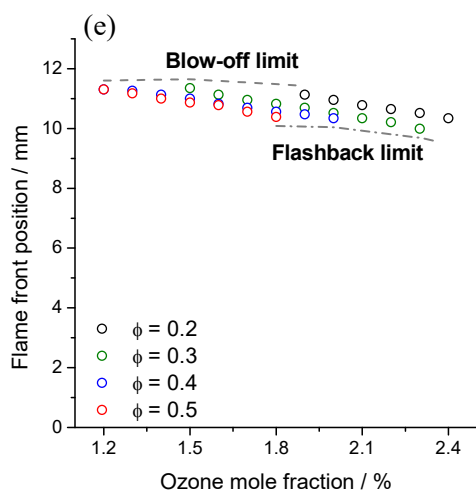 (e)
Blow-off limit
Flashback limit
Flame front position / mm
12
10
8
6
4
2
0
ϕ = 0.2
ϕ = 0.3
ϕ = 0.4
ϕ = 0.5
1.2 1.5 1.8 2.1 2.4
Ozone mole fraction / %